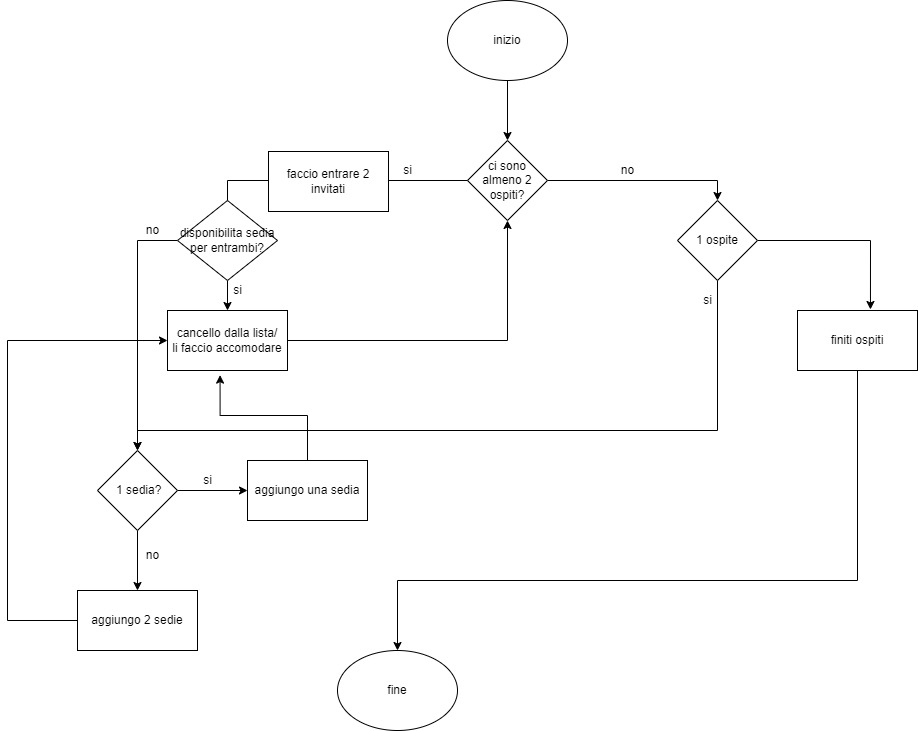 inizio
ci sono
almeno 2
ospiti?
si
no
faccio entrare 2
invitati
disponibilita sedia
per entrambi?
no
si
1 ospite
si
cancello dalla lista/
li faccio accomodare
finiti ospiti
1 sedia?
si
aggiungo una sedia
no
aggiungo 2 sedie
fine